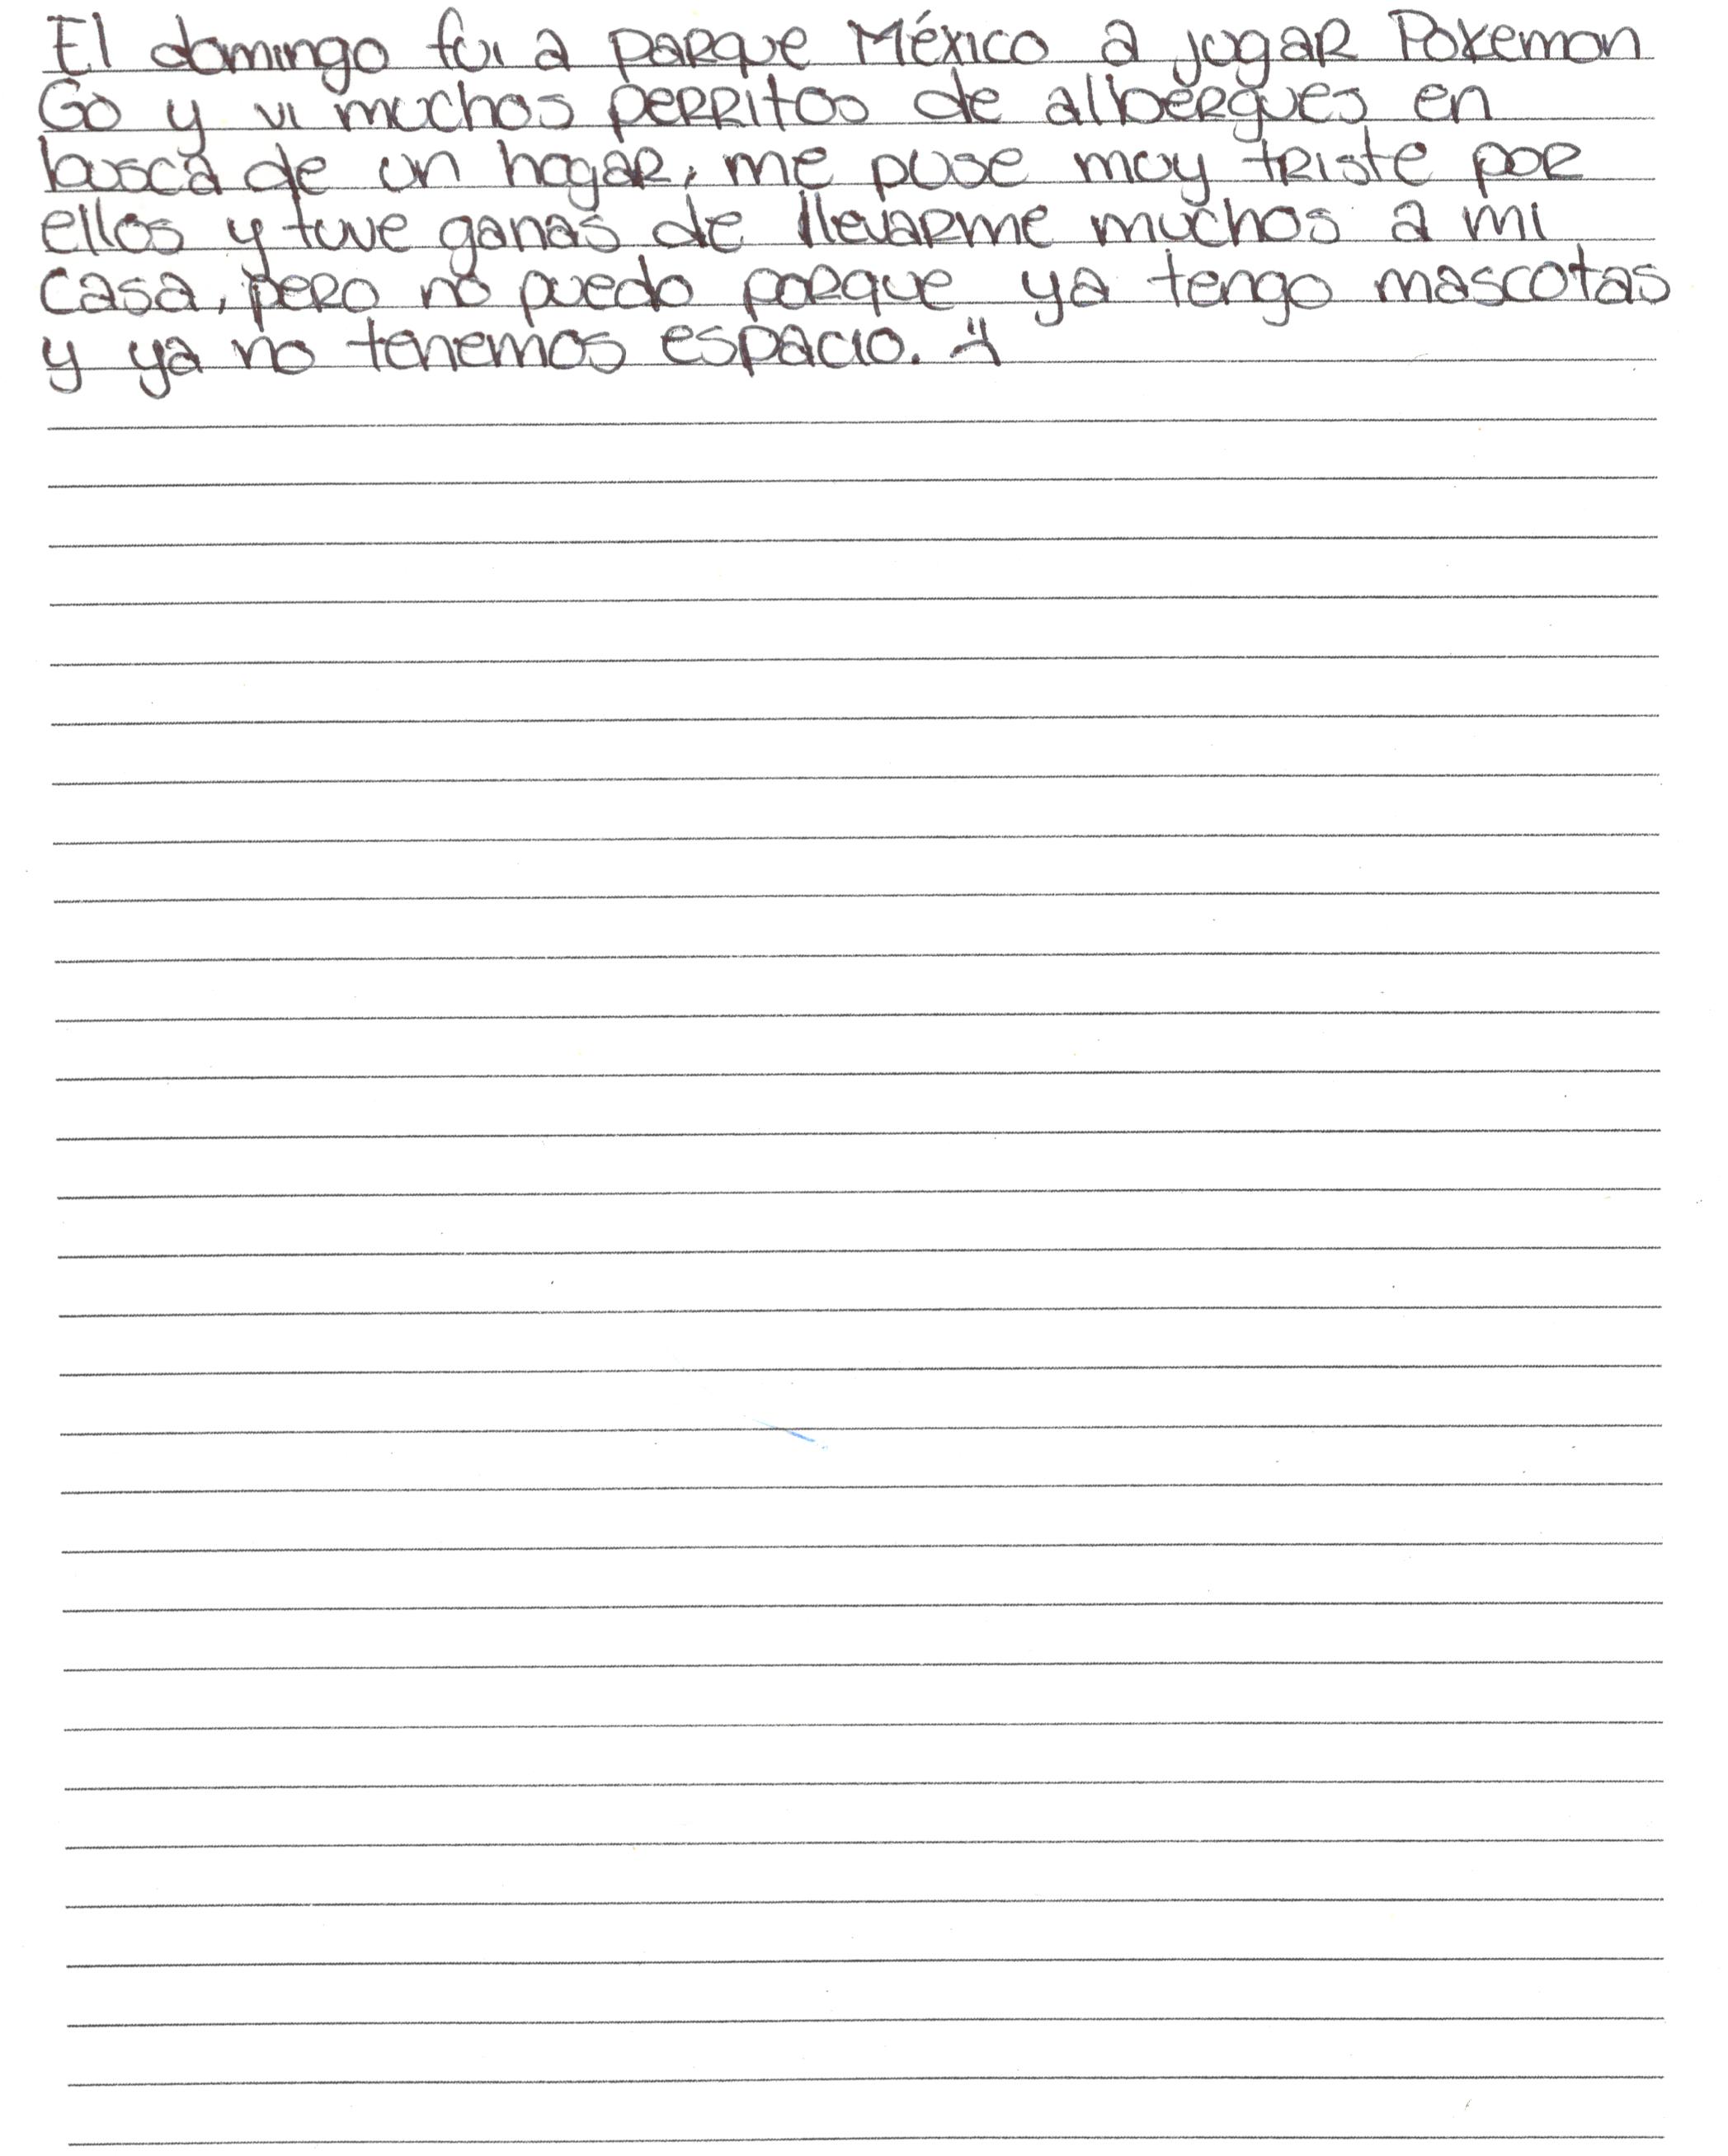 El domingo fui a parque México a jugar Pokemon
Go y vi muchos perritos de albergues en
busca de un hogar, me puse muy triste por
ellos y tuve ganas de llevarme muchos a mi
casa, pero no puedo porque ya tengo mascotas
y ya no tenemos espacio. :(